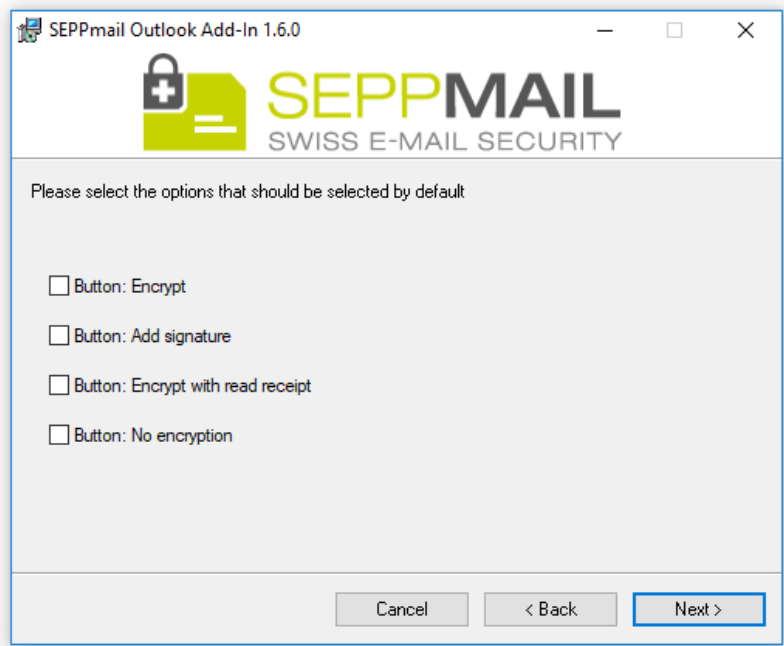 SEPPmail Outlook Add-In 1.6.0
SEPPMAIL
SWISS E-MAIL SECURITY
Please select the options that should be selected by default
Button: Encrypt
Button: Add signature
Button: Encrypt with read receipt
Button: No encryption
Cancel
< Back
Next >